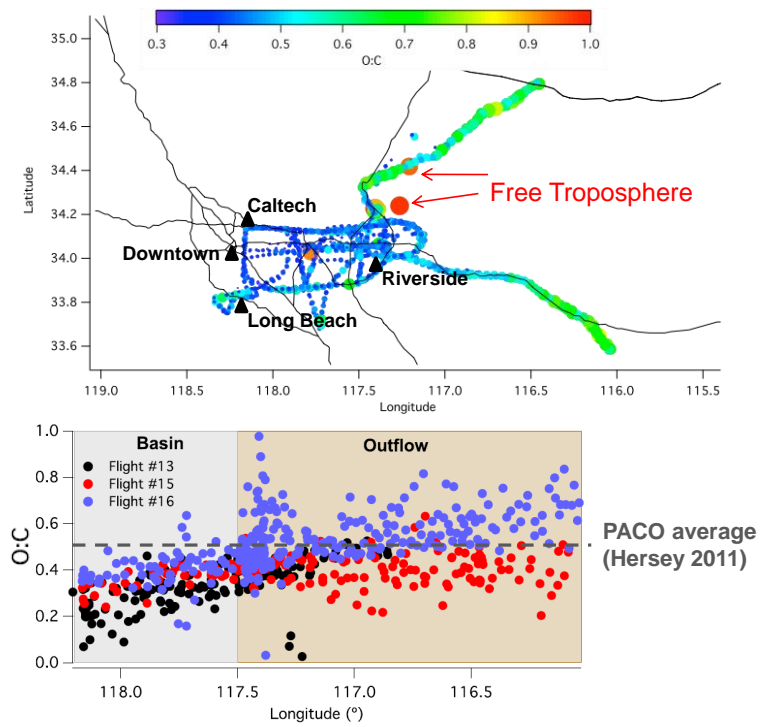 0.3 0.4 0.5 0.6 0.7 0.8 0.9 1.0
O:C
35.0
34.8
34.6
34.4
34.2
34.0
33.8
33.6
Latitude
Free Troposphere
Caltech
Downtown
Riverside
Long Beach
119.0 118.5 118.0 117.5 117.0 116.5 116.0 115.5
Longitude
1.0
0.8
0.6
0.4
0.2
0.0
O:C
Basin
Outflow
Flight #13
Flight #15
Flight #16
PACO average
(Hersey 2011)
118.0 117.5 117.0 116.5
Longitude (º)